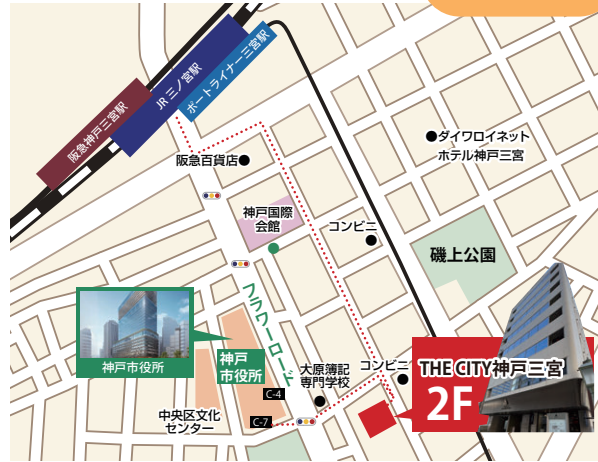 阪急神戸三宮駅
JR 三ノ宮駅
ポートライナー三宮駅
阪急百貨店
ダイワロイネット
ホテル神戸三宮
神戸国際
会館
コンビニ
磯上公園
フラワーロード
神戸市役所
神戸
市役所
大原簿記
専門学校
コンビニ
THE CITY神戸三宮
2F
C-4
中央区文化
センター
C-7